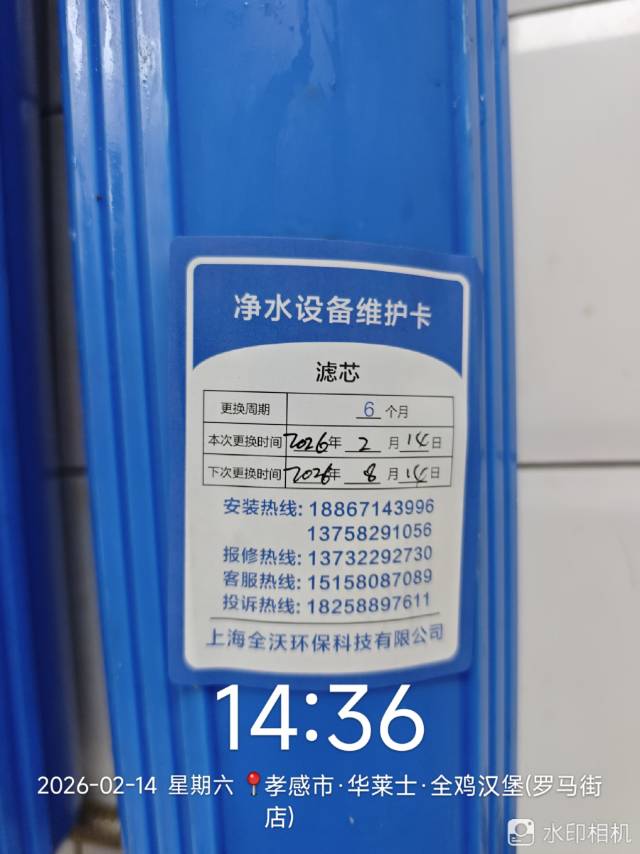 净水设备维护卡
滤芯
更换周期 6 个月
本次更换时间 2026年 2 月 14 日
下次更换时间 2026年 8 月 14 日
安装热线: 18867143996
13758291056
报修热线: 13732292730
客服热线: 15158087089
投诉热线: 18258897611
上海全沃环保科技有限公司
14:36
2026-02-14 星期六 📍孝感市·华莱士·全鸡汉堡(罗马街
店)
水印相机